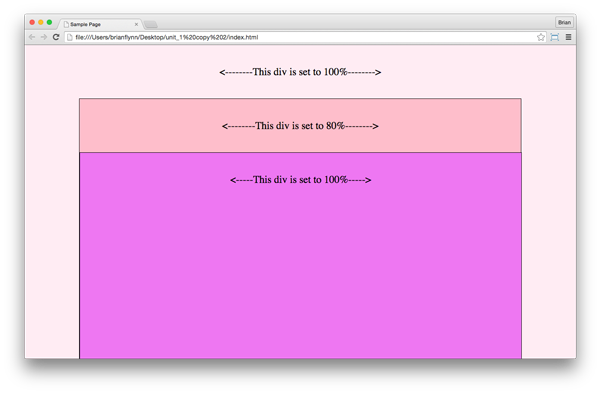 Sample Page
Brian
file:///Users/brianflynn/Desktop/unit_1%20copy%202/index.html
<--------This div is set to 100%-------->
<--------This div is set to 80%-------->
<-----This div is set to 100%----->